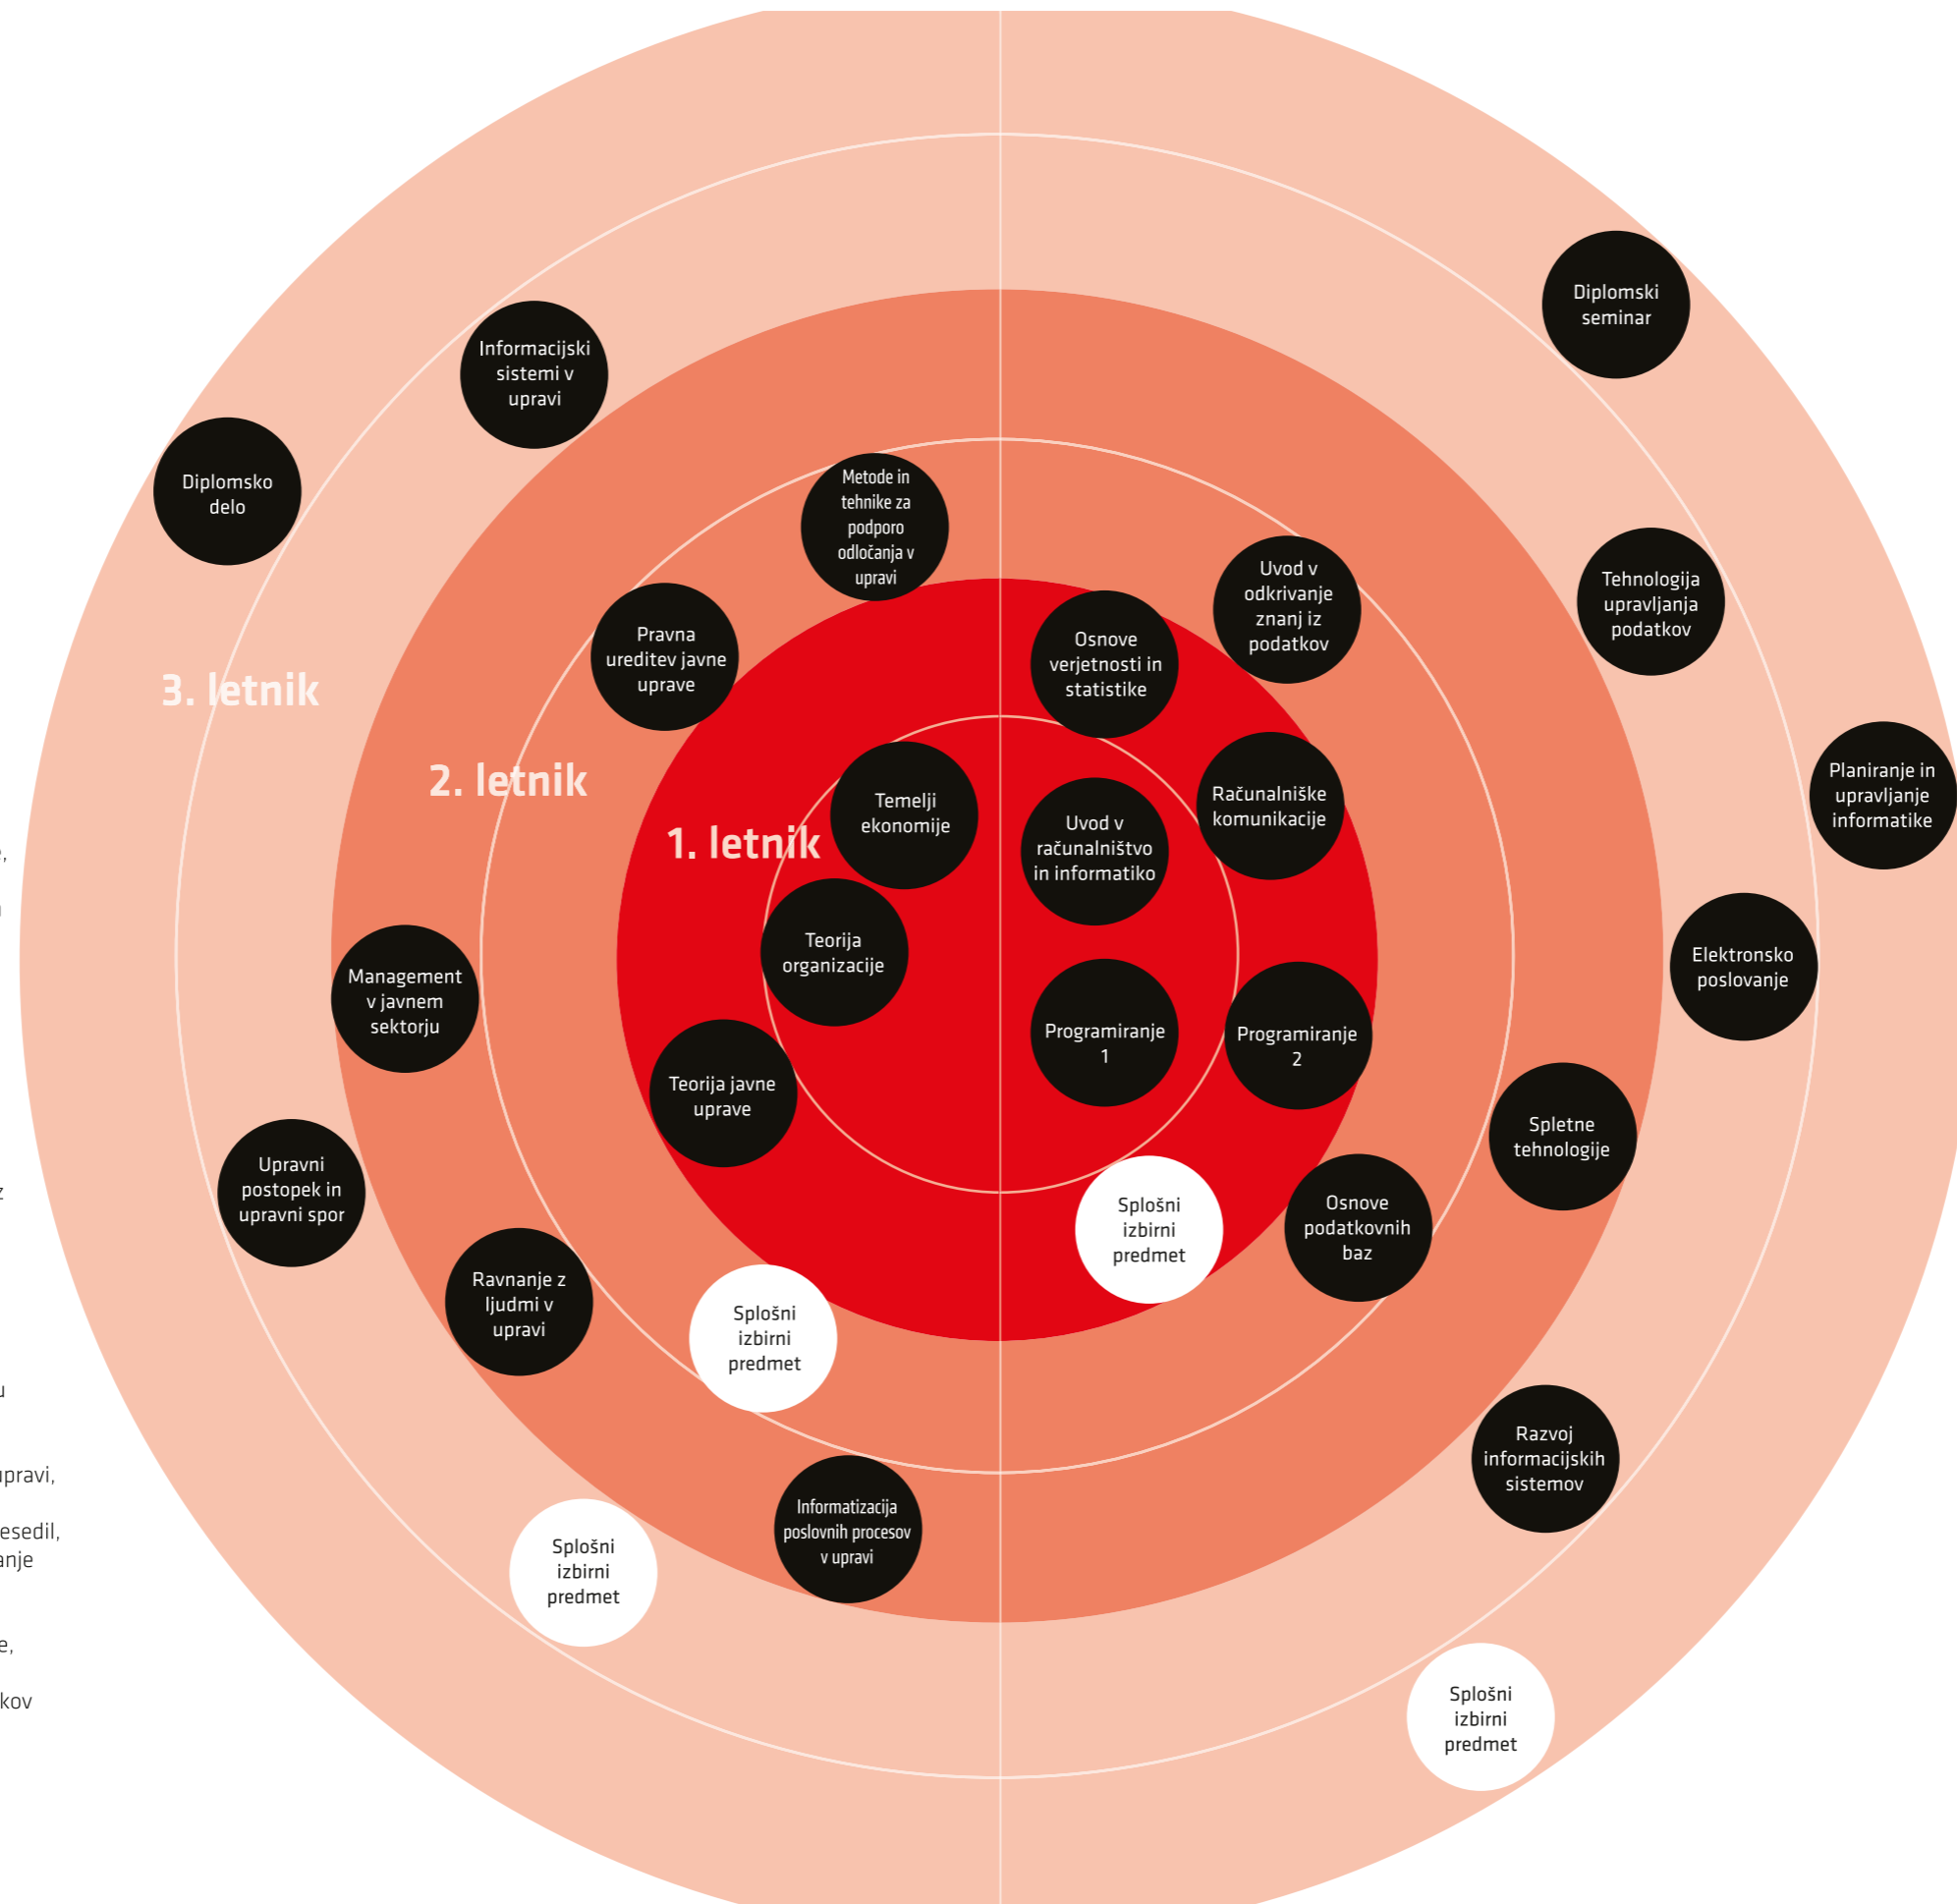 Diplomski
seminar
Informacijski
sistemi v
upravi
Diplomsko
delo
Metode in
tehnike za
podporo
odločanja v
upravi
Uvod v
odkrivanje
znanj iz
podatkov
Tehnologija
upravljanja
podatkov
Pravna
ureditev javne
uprave
Osnove
verjetnosti in
statistike
3. letnik
2. letnik
1. letnik
Temelji
ekonomije
Uvod v
računalništvo
in informatiko
Računalniške
komunikacije
Planiranje in
upravljanje
informatike
Teorija
organizacije
Elektronsko
poslovanje
Management
v javnem
sektorju
Programiranje
1
Programiranje
2
Teorija javne
uprave
Spletne
tehnologije
Upravni
postopek in
upravni spor
Splošni
izbirni
predmet
Osnove
podatkovnih
baz
Ravnanje z
ljudmi v
upravi
Splošni
izbirni
predmet
Razvoj
informacijskih
sistemov
Informatizacija
poslovnih procesov
v upravi
Splošni
izbirni
predmet
Splošni
izbirni
predmet
z
u
upravi,
esedil,
anje
e,
kov